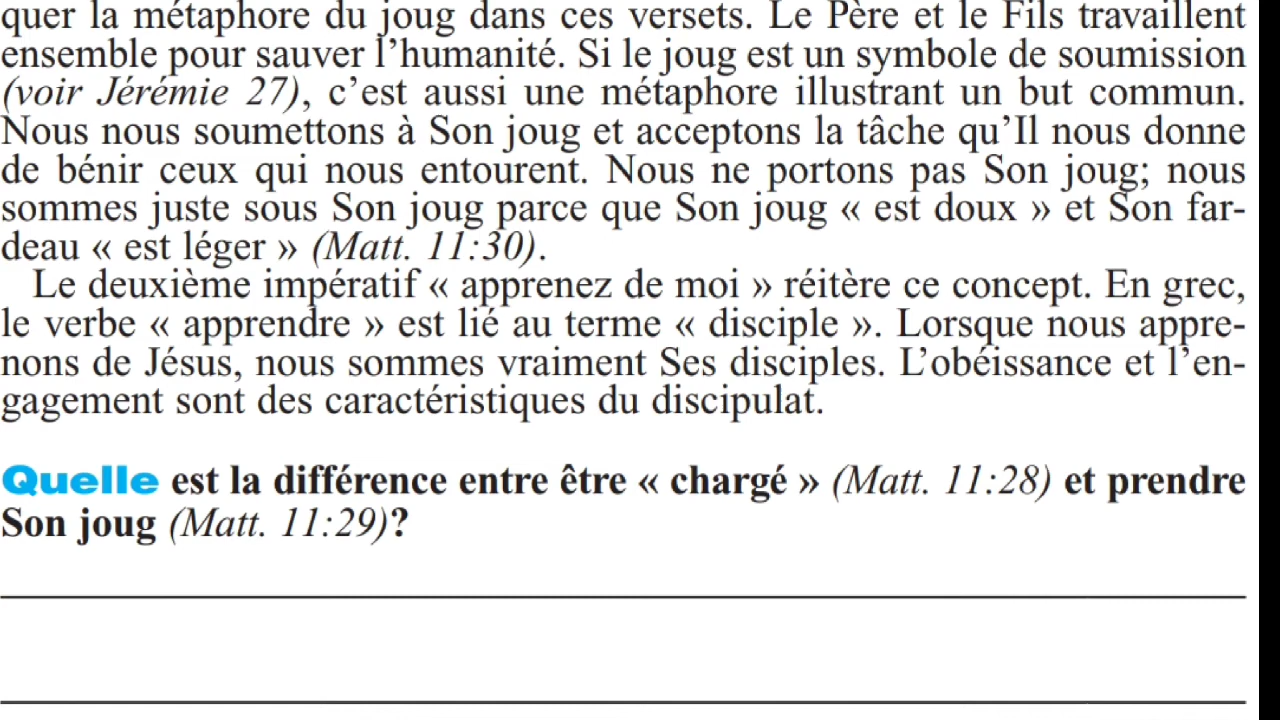 quer la métaphore du joug dans ces versets. Le Père et le Fils travaillent
ensemble pour sauver l’humanité. Si le joug est un symbole de soumission
(voir Jérémie 27), c’est aussi une métaphore illustrant un but commun.
Nous nous soumettons à Son joug et acceptons la tâche qu’Il nous donne
de bénir ceux qui nous entourent. Nous ne portons pas Son joug; nous
sommes juste sous Son joug parce que Son joug « est doux » et Son far-
deau « est léger » (Matt. 11:30).
Le deuxième impératif « apprenez de moi » réitère ce concept. En grec,
le verbe « apprendre » est lié au terme « disciple ». Lorsque nous appre-
nons de Jésus, nous sommes vraiment Ses disciples. L’obéissance et l’en-
gagement sont des caractéristiques du discipulat.
Quelle est la différence entre être « chargé » (Matt. 11:28) et prendre
Son joug (Matt. 11:29)?